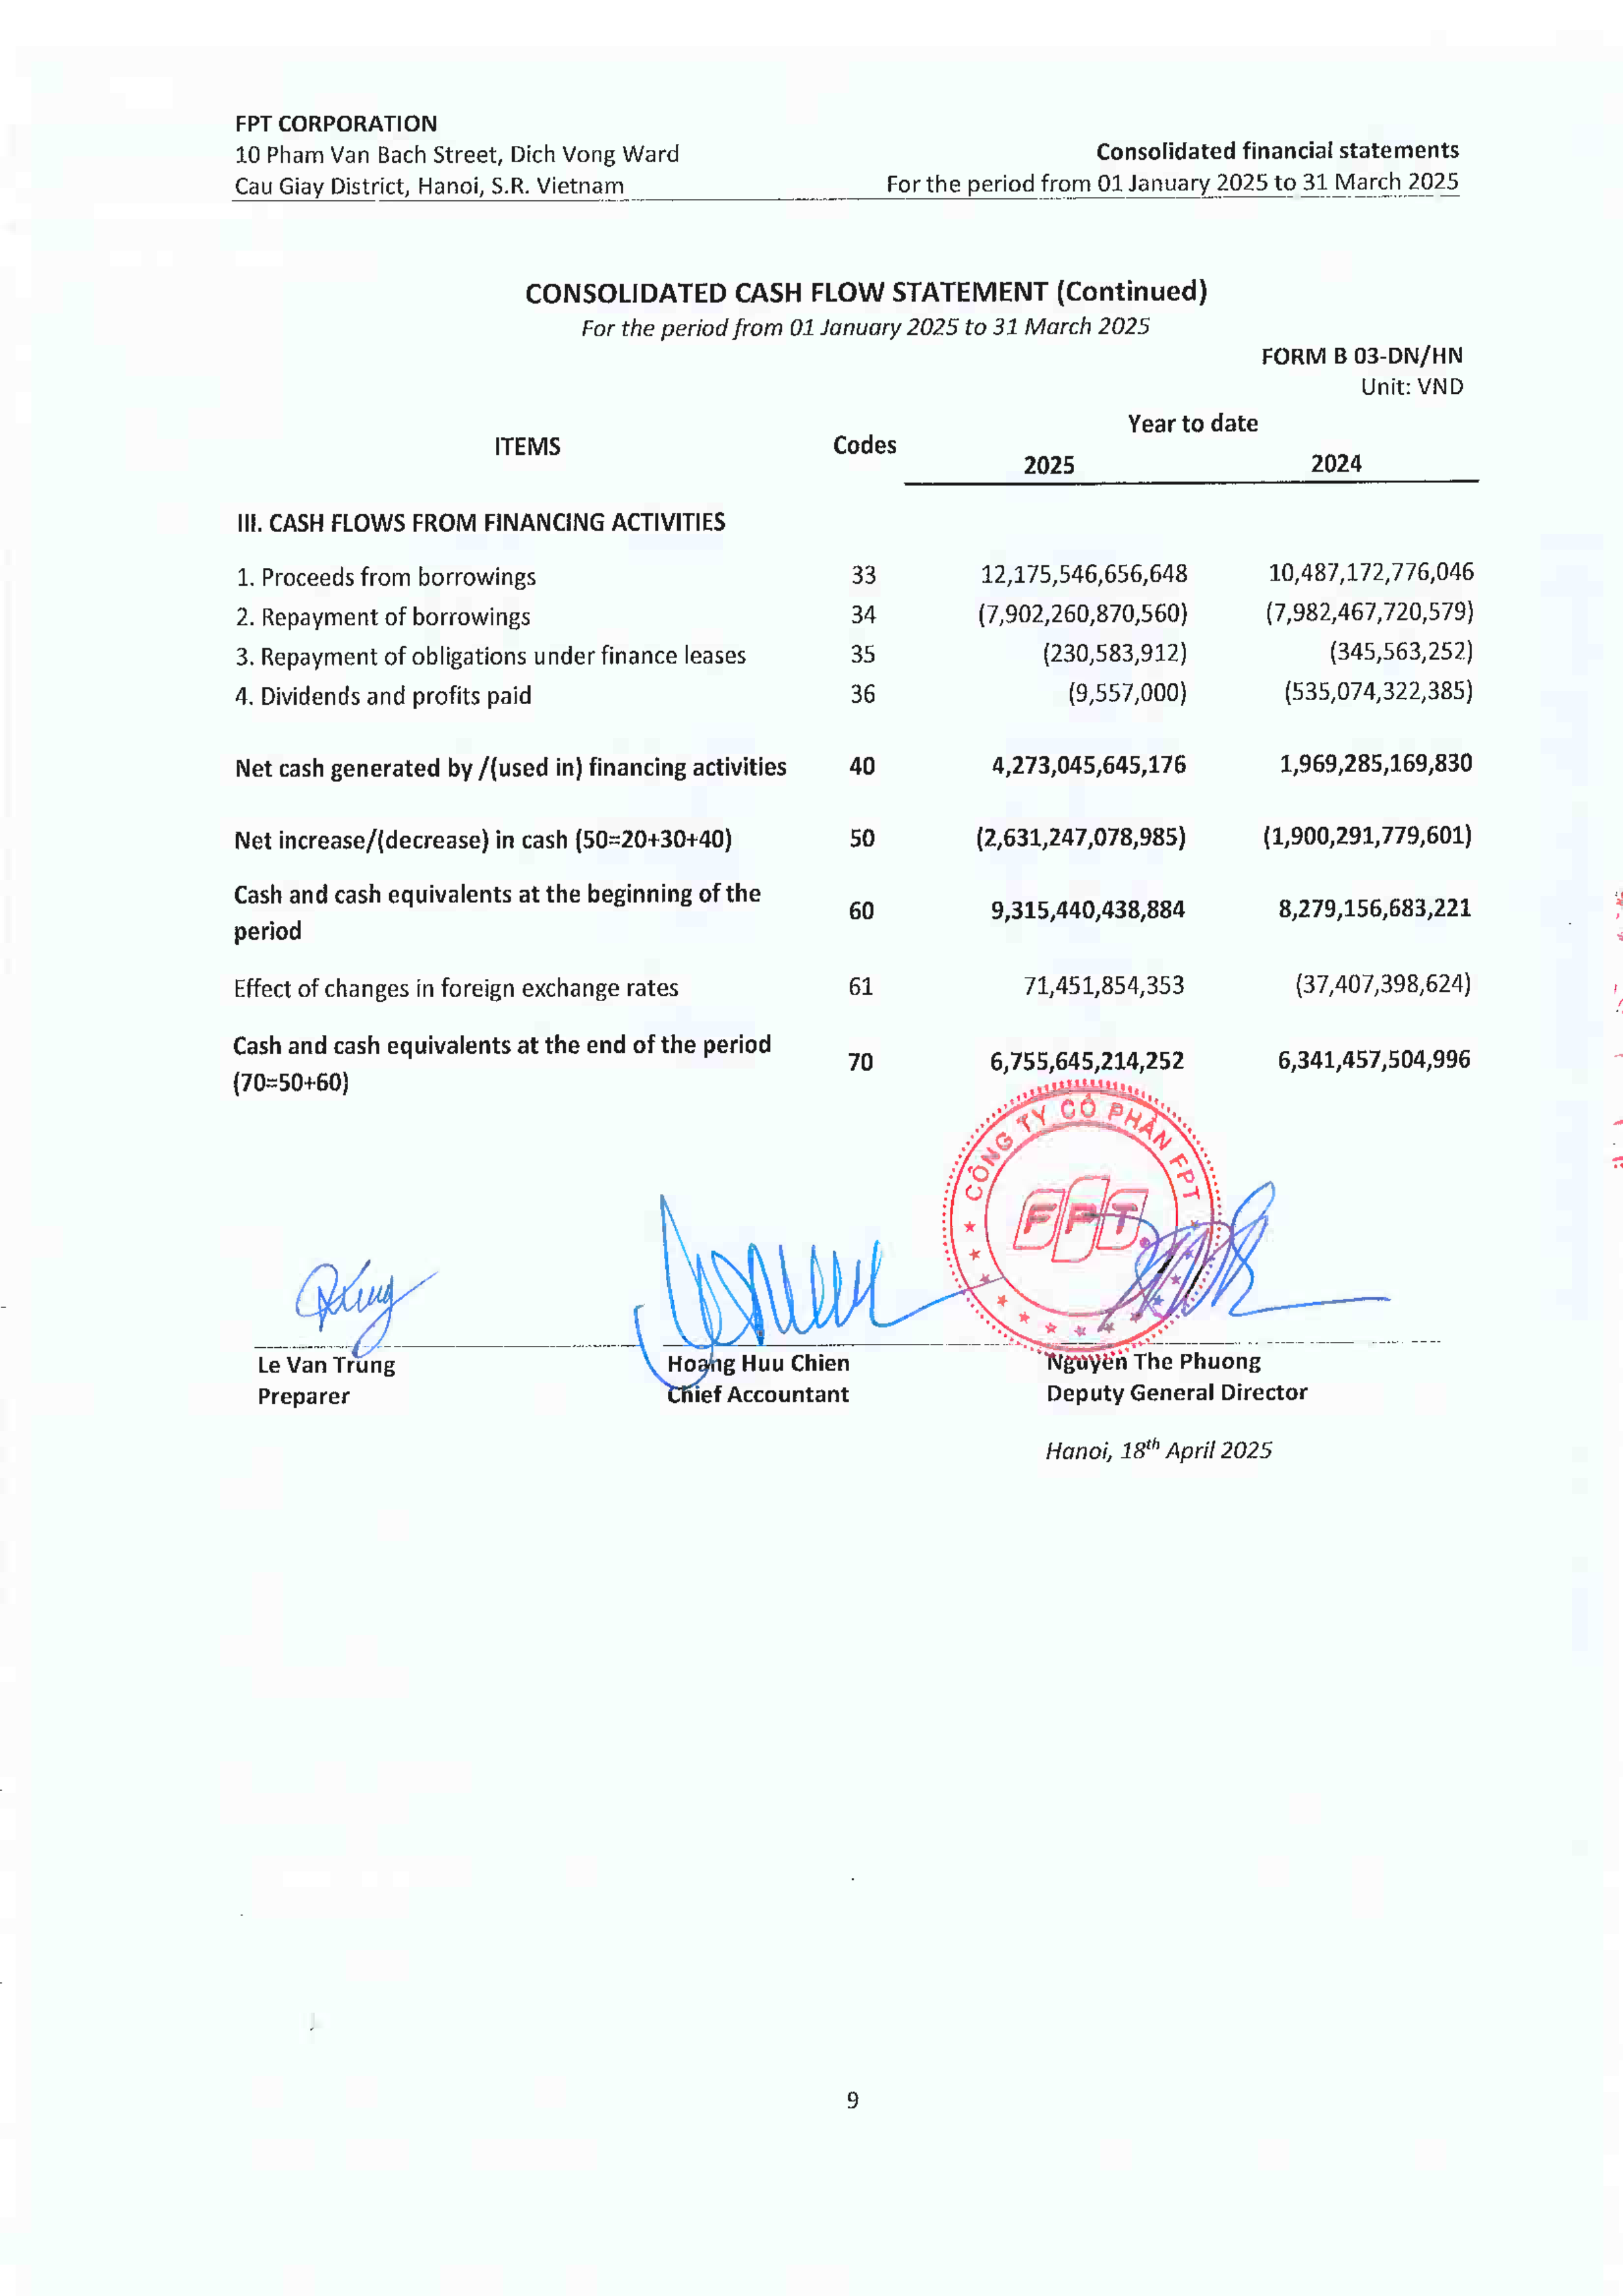 FPT CORPORATION
10 Pham Van Bach Street, Dich Vong Ward
Cau Giay District, Hanoi, S.R. Vietnam
Consolidated financial statements
For the period from 01 January 2025 to 31 March 2025
CONSOLIDATED CASH FLOW STATEMENT (Continued)
For the period from 01 January 2025 to 31 March 2025
FORM B 03-DN/HN
Unit: VND
ITEMS Codes Year to date
2025 2024
III. CASH FLOWS FROM FINANCING ACTIVITIES
1. Proceeds from borrowings 33 12,175,546,656,648 10,487,172,776,046
2. Repayment of borrowings 34 (7,902,260,870,560) (7,982,467,720,579)
3. Repayment of obligations under finance leases 35 (230,583,912) (345,563,252)
4. Dividends and profits paid 36 (9,557,000) (535,074,322,385)
Net cash generated by /(used in) financing activities 40 4,273,045,645,176 1,969,285,169,830
Net increase/(decrease) in cash (50=20+30+40) 50 (2,631,247,078,985) (1,900,291,779,601)
Cash and cash equivalents at the beginning of the
period 60 9,315,440,438,884 8,279,156,683,221
Effect of changes in foreign exchange rates 61 71,451,854,353 (37,407,398,624)
Cash and cash equivalents at the end of the period
(70=50+60) 70 6,755,645,214,252 6,341,457,504,996
CÔNG TY CỔ PHẦN FPT
FPT
Le Van Trung
Preparer
Hoang Huu Chien
Chief Accountant
Nguyen The Phuong
Deputy General Director
Hanoi, 18th April 2025
9